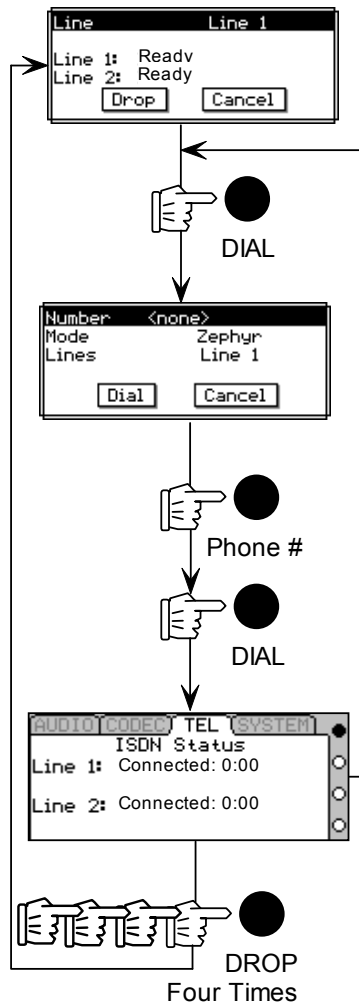 Line Line 1
Line 1: Readv
Line 2: Ready
Drop Cancel
DIAL
Number <none>
Mode Zephyr
Lines Line 1
Dial Cancel
Phone #
DIAL
AUDIO CODEC TEL SYSTEM
ISDN Status
Line 1: Connected: 0:00
Line 2: Connected: 0:00
DROP
Four Times